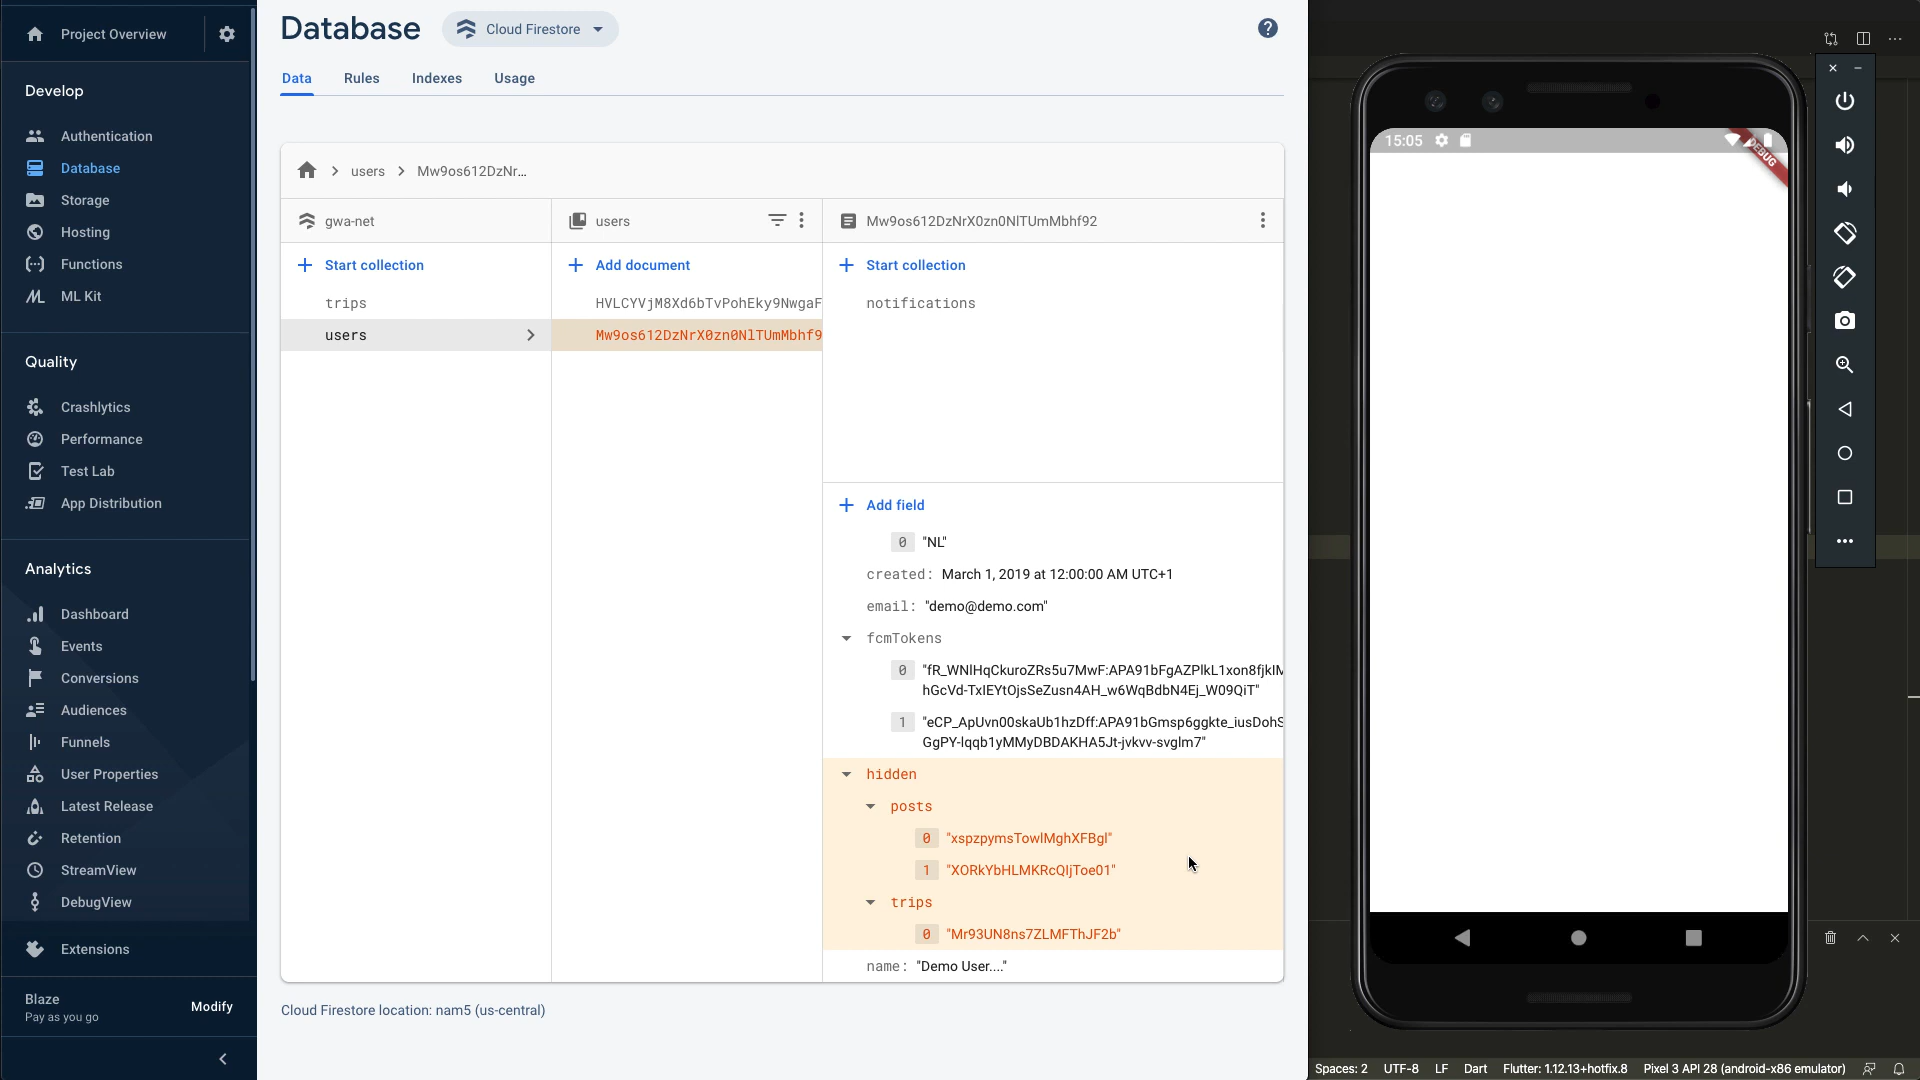 Project Overview
Develop
Authentication
Database
Storage
Hosting
Functions
ML Kit
Quality
Crashlytics
Performance
Test Lab
App Distribution
Analytics
Dashboard
Events
Conversions
Audiences
Funnels
User Properties
Latest Release
Retention
StreamView
DebugView
Extensions
Blaze
Pay as you go
Modify
Database
Cloud Firestore
Data Rules Indexes Usage
users Mw9os612DzNr...
gwa-net
Start collection
trips
users
users
Add document
HVLCYVjM8Xd6bTvPohEky9NwgaF
Mw9os612DzNrX0zn0NlTUmMbhf9
Mw9os612DzNrX0zn0NlTUmMbhf92
Start collection
notifications
Add field
0 "NL"
created: March 1, 2019 at 12:00:00 AM UTC+1
email: "demo@demo.com"
fcmTokens
0 "fR_WNlHqCkuroZRs5u7MwF:APA91bFgAZPlkL1xon8fjklM
hGcVd-TxIEYtOjsSeZusn4AH_w6WqBdbN4Ej_W09QiT"
1 "eCP_ApUvn00skaUb1hzDff:APA91bGmsp6ggkte_iusDohS
GgPY-lqqb1yMMyDBDAKHA5Jt-jvkvv-svglm7"
hidden
posts
0 "xspzpymsTowlMghXFBgl"
1 "XORkYbHLMKRcQIjToe01"
trips
0 "Mr93UN8ns7ZLMFThJF2b"
name: "Demo User...."
Cloud Firestore location: nam5 (us-central)
15:05
DEBUG
Spaces: 2 UTF-8 LF Dart Flutter: 1.12.13+hotfix.8 Pixel 3 API 28 (android-x86 emulator)